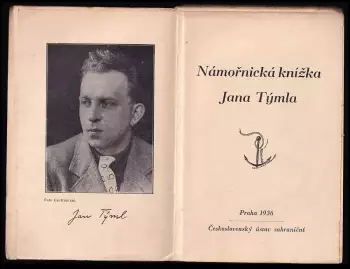 Jan Týml
Námořnická knížka
Jana Týmla
Praha 1936
Československý ústav zahraniční